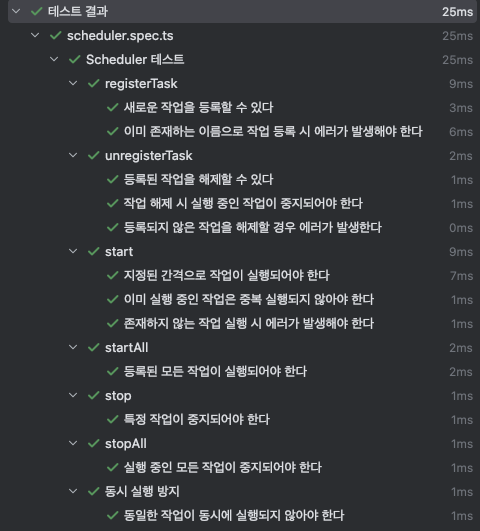 테스트 결과 25ms
scheduler.spec.ts 25ms
Scheduler 테스트 25ms
registerTask 9ms
새로운 작업을 등록할 수 있다 3ms
이미 존재하는 이름으로 작업 등록 시 에러가 발생해야 한다 6ms
unregisterTask 2ms
등록된 작업을 해제할 수 있다 1ms
작업 해제 시 실행 중인 작업이 중지되어야 한다 1ms
등록되지 않은 작업을 해제할 경우 에러가 발생한다 0ms
start 9ms
지정된 간격으로 작업이 실행되어야 한다 7ms
이미 실행 중인 작업은 중복 실행되지 않아야 한다 1ms
존재하지 않는 작업 실행 시 에러가 발생해야 한다 1ms
startAll 2ms
등록된 모든 작업이 실행되어야 한다 2ms
stop 1ms
특정 작업이 중지되어야 한다 1ms
stopAll 1ms
실행 중인 모든 작업이 중지되어야 한다 1ms
동시 실행 방지 1ms
동일한 작업이 동시에 실행되지 않아야 한다 1ms